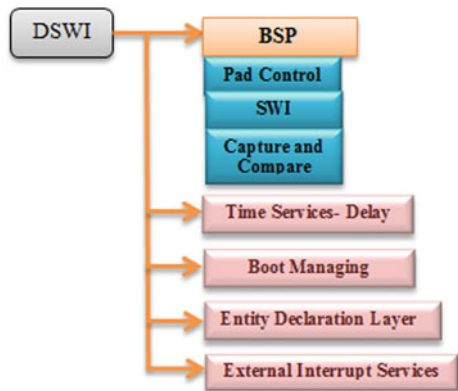 DSWI
BSP
Pad Control
SWI
Capture and
Compare
Time Services- Delay
Boot Managing
Entity Declaration Layer
External Interrupt Services